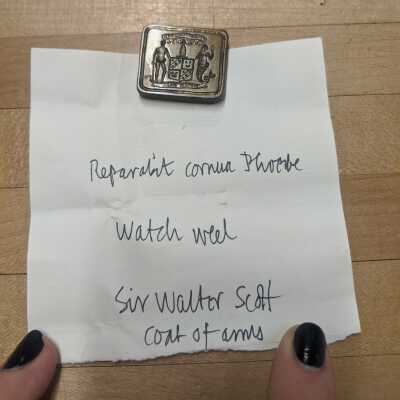 Reparabit cornua Phoebe
Watch weel
Sir Walter Scott
coat of arms